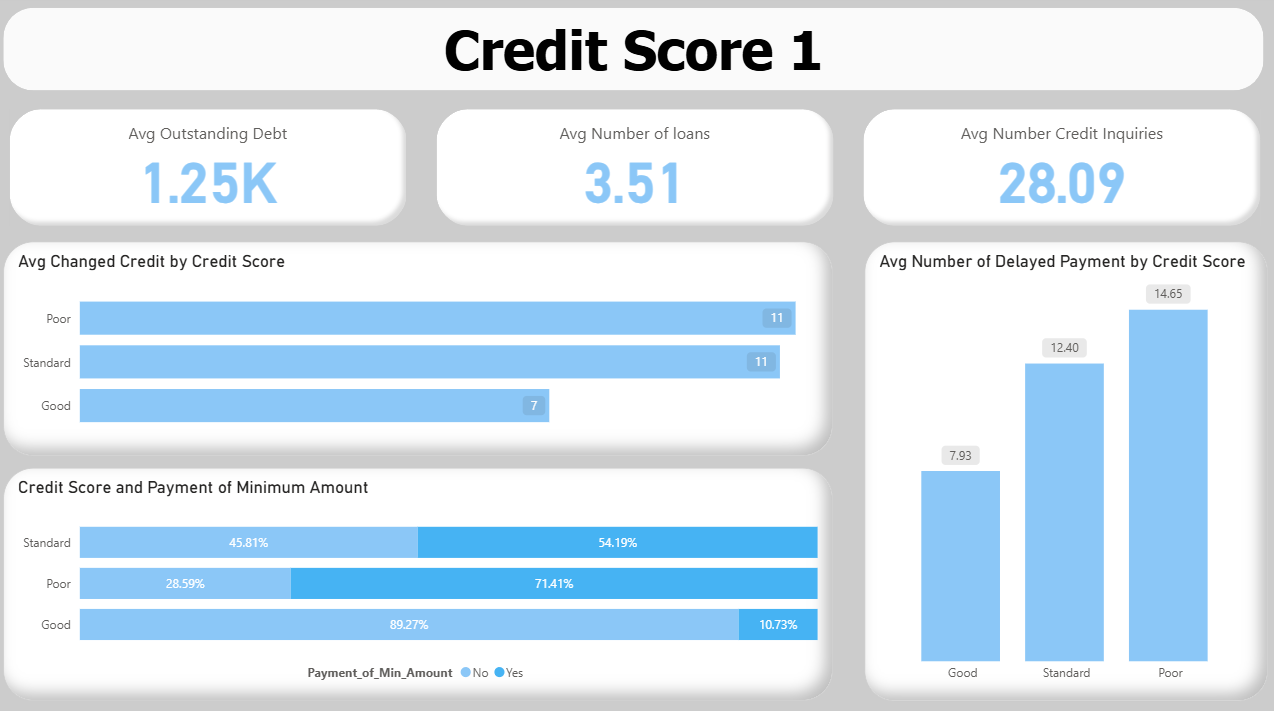 Credit Score 1
Avg Outstanding Debt
1.25K
Avg Number of loans
3.51
Avg Number Credit Inquiries
28.09
Avg Changed Credit by Credit Score
Poor 11
Standard 11
Good 7
Credit Score and Payment of Minimum Amount
Standard 45.81% 54.19%
Poor 28.59% 71.41%
Good 89.27% 10.73%
Payment_of_Min_Amount No Yes
Avg Number of Delayed Payment by Credit Score
7.93 12.40 14.65
Good Standard Poor